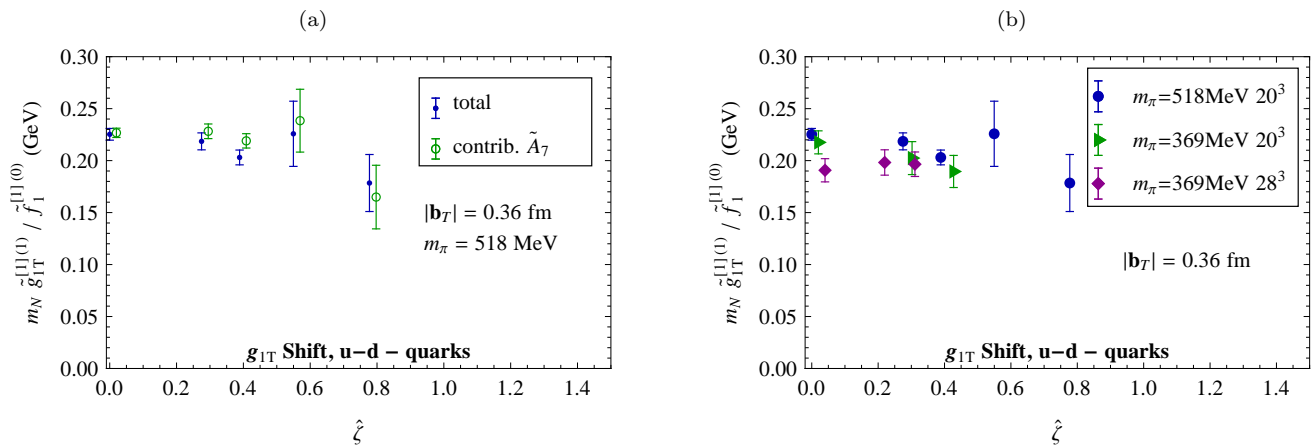 (a)
m_N g̃_{1T}^{[1](1)} / f̃_1^{[1](0)} (GeV)
0.30
0.25
0.20
0.15
0.10
0.05
0.00
total
contrib. Ã_7
|b_T| = 0.36 fm
m_π = 518 MeV
g_{1T} Shift, u−d − quarks
0.0 0.2 0.4 0.6 0.8 1.0 1.2 1.4
ζ̂
(b)
m_N g̃_{1T}^{[1](1)} / f̃_1^{[1](0)} (GeV)
0.30
0.25
0.20
0.15
0.10
0.05
0.00
m_π=518MeV 20^3
m_π=369MeV 20^3
m_π=369MeV 28^3
|b_T| = 0.36 fm
g_{1T} Shift, u−d − quarks
0.0 0.2 0.4 0.6 0.8 1.0 1.2 1.4
ζ̂